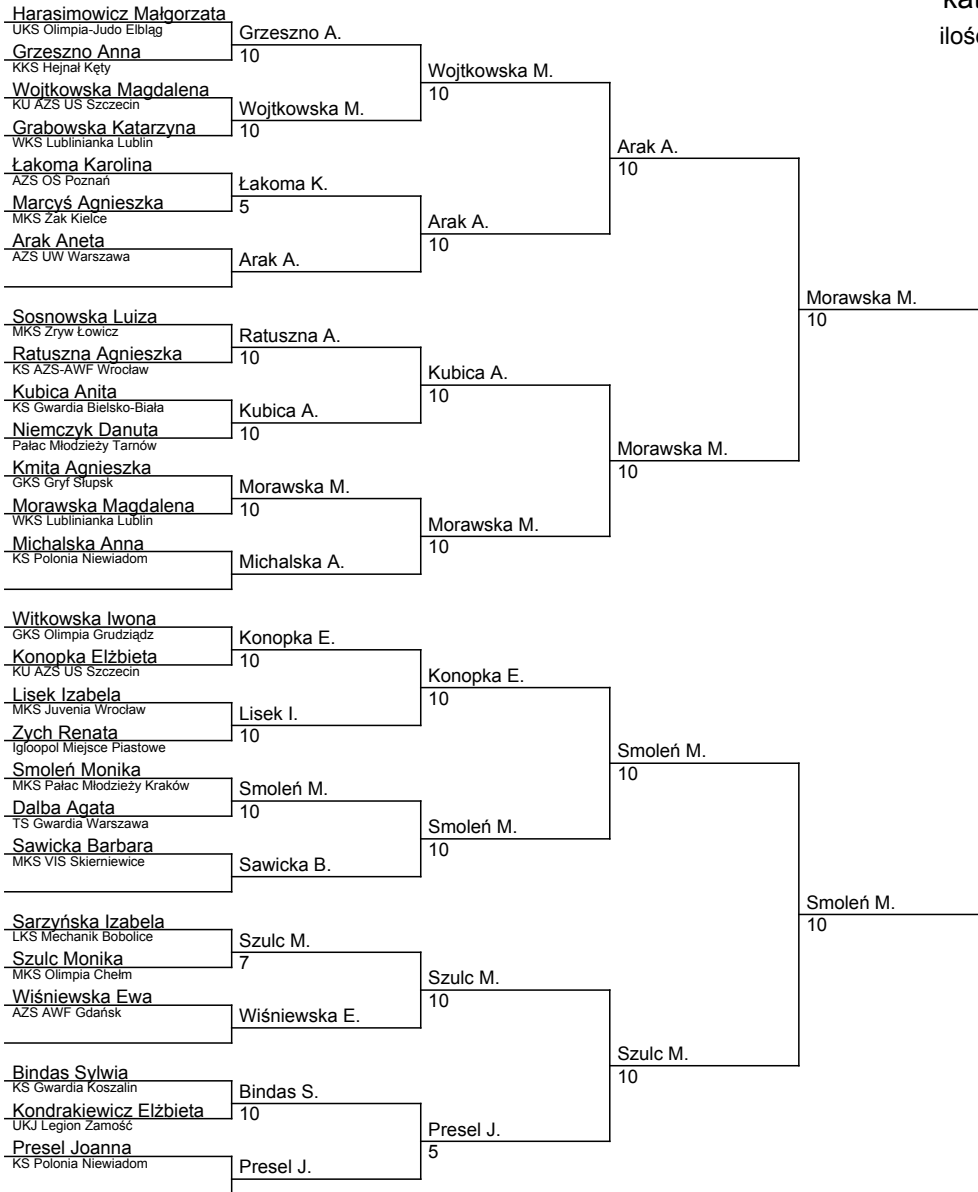 Harasimowicz Małgorzata
UKS Olimpia-Judo Elbląg
Grzeszno Anna
KKS Hejnał Kęty
Wojtkowska Magdalena
KU AZS US Szczecin
Grabowska Katarzyna
WKS Lublinianka Lublin
Łakoma Karolina
AZS OŚ Poznań
Marcyś Agnieszka
MKS Żak Kielce
Arak Aneta
AZS UW Warszawa
Sosnowska Luiza
MKS Zryw Łowicz
Ratuszna Agnieszka
KS AZS-AWF Wrocław
Kubica Anita
KS Gwardia Bielsko-Biała
Niemczyk Danuta
Pałac Młodzieży Tarnów
Kmita Agnieszka
GKS Gryf Słupsk
Morawska Magdalena
WKS Lublinianka Lublin
Michalska Anna
KS Polonia Niewiadom
Witkowska Iwona
GKS Olimpia Grudziądz
Konopka Elżbieta
KU AZS US Szczecin
Lisek Izabela
MKS Juvenia Wrocław
Zych Renata
Igloopol Miejsce Piastowe
Smoleń Monika
MKS Pałac Młodzieży Kraków
Dalba Agata
TS Gwardia Warszawa
Sawicka Barbara
MKS VIS Skierniewice
Sarzyńska Izabela
LKS Mechanik Bobolice
Szulc Monika
MKS Olimpia Chełm
Wiśniewska Ewa
AZS AWF Gdańsk
Bindas Sylwia
KS Gwardia Koszalin
Kondrakiewicz Elżbieta
UKJ Legion Zamość
Presel Joanna
KS Polonia Niewiadom
Grzeszno A.
10
Wojtkowska M.
10
Łakoma K.
5
Arak A.
Ratuszna A.
10
Kubica A.
10
Morawska M.
10
Michalska A.
Konopka E.
10
Lisek I.
10
Smoleń M.
10
Sawicka B.
Szulc M.
7
Wiśniewska E.
Bindas S.
10
Presel J.
Wojtkowska M.
10
Arak A.
10
Kubica A.
10
Morawska M.
10
Konopka E.
10
Smoleń M.
10
Szulc M.
10
Presel J.
5
Arak A.
10
Morawska M.
10
Smoleń M.
10
Szulc M.
10
Morawska M.
10
Smoleń M.
10